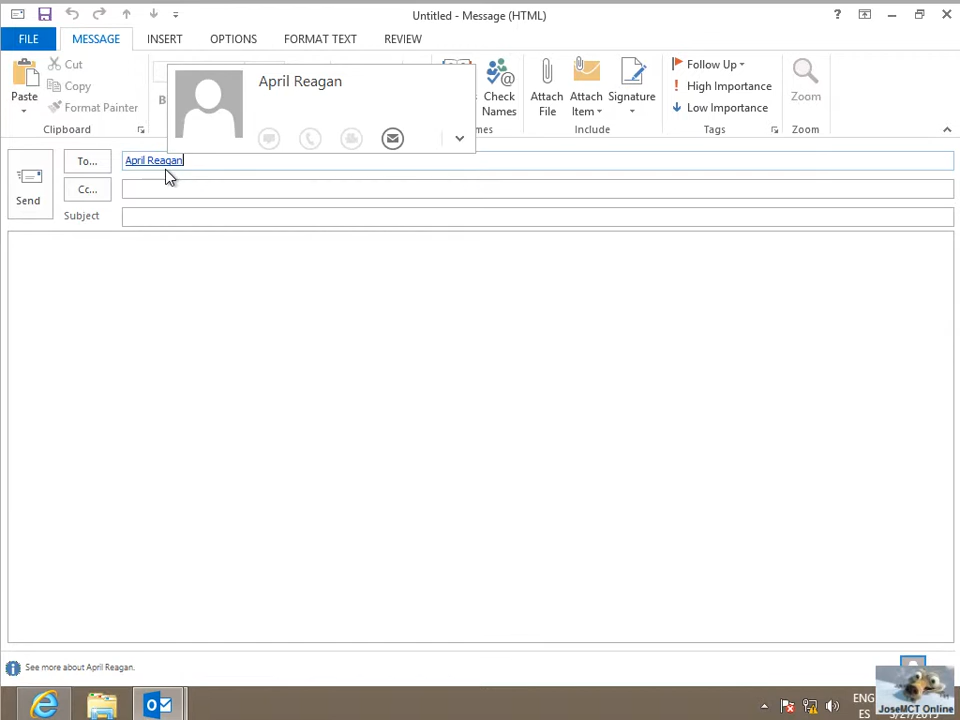 Untitled - Message (HTML)
?
FILE
MESSAGE
INSERT
OPTIONS
FORMAT TEXT
REVIEW
Paste
Cut
Copy
Format Painter
Clipboard
B
April Reagan
Check
Names
Attach
File
Attach
Item
Signature
Include
Follow Up
High Importance
Low Importance
Tags
Zoom
Zoom
Send
To...
April Reagan
Cc...
Subject
See more about April Reagan.
ENG
ES
JoseMCT Online